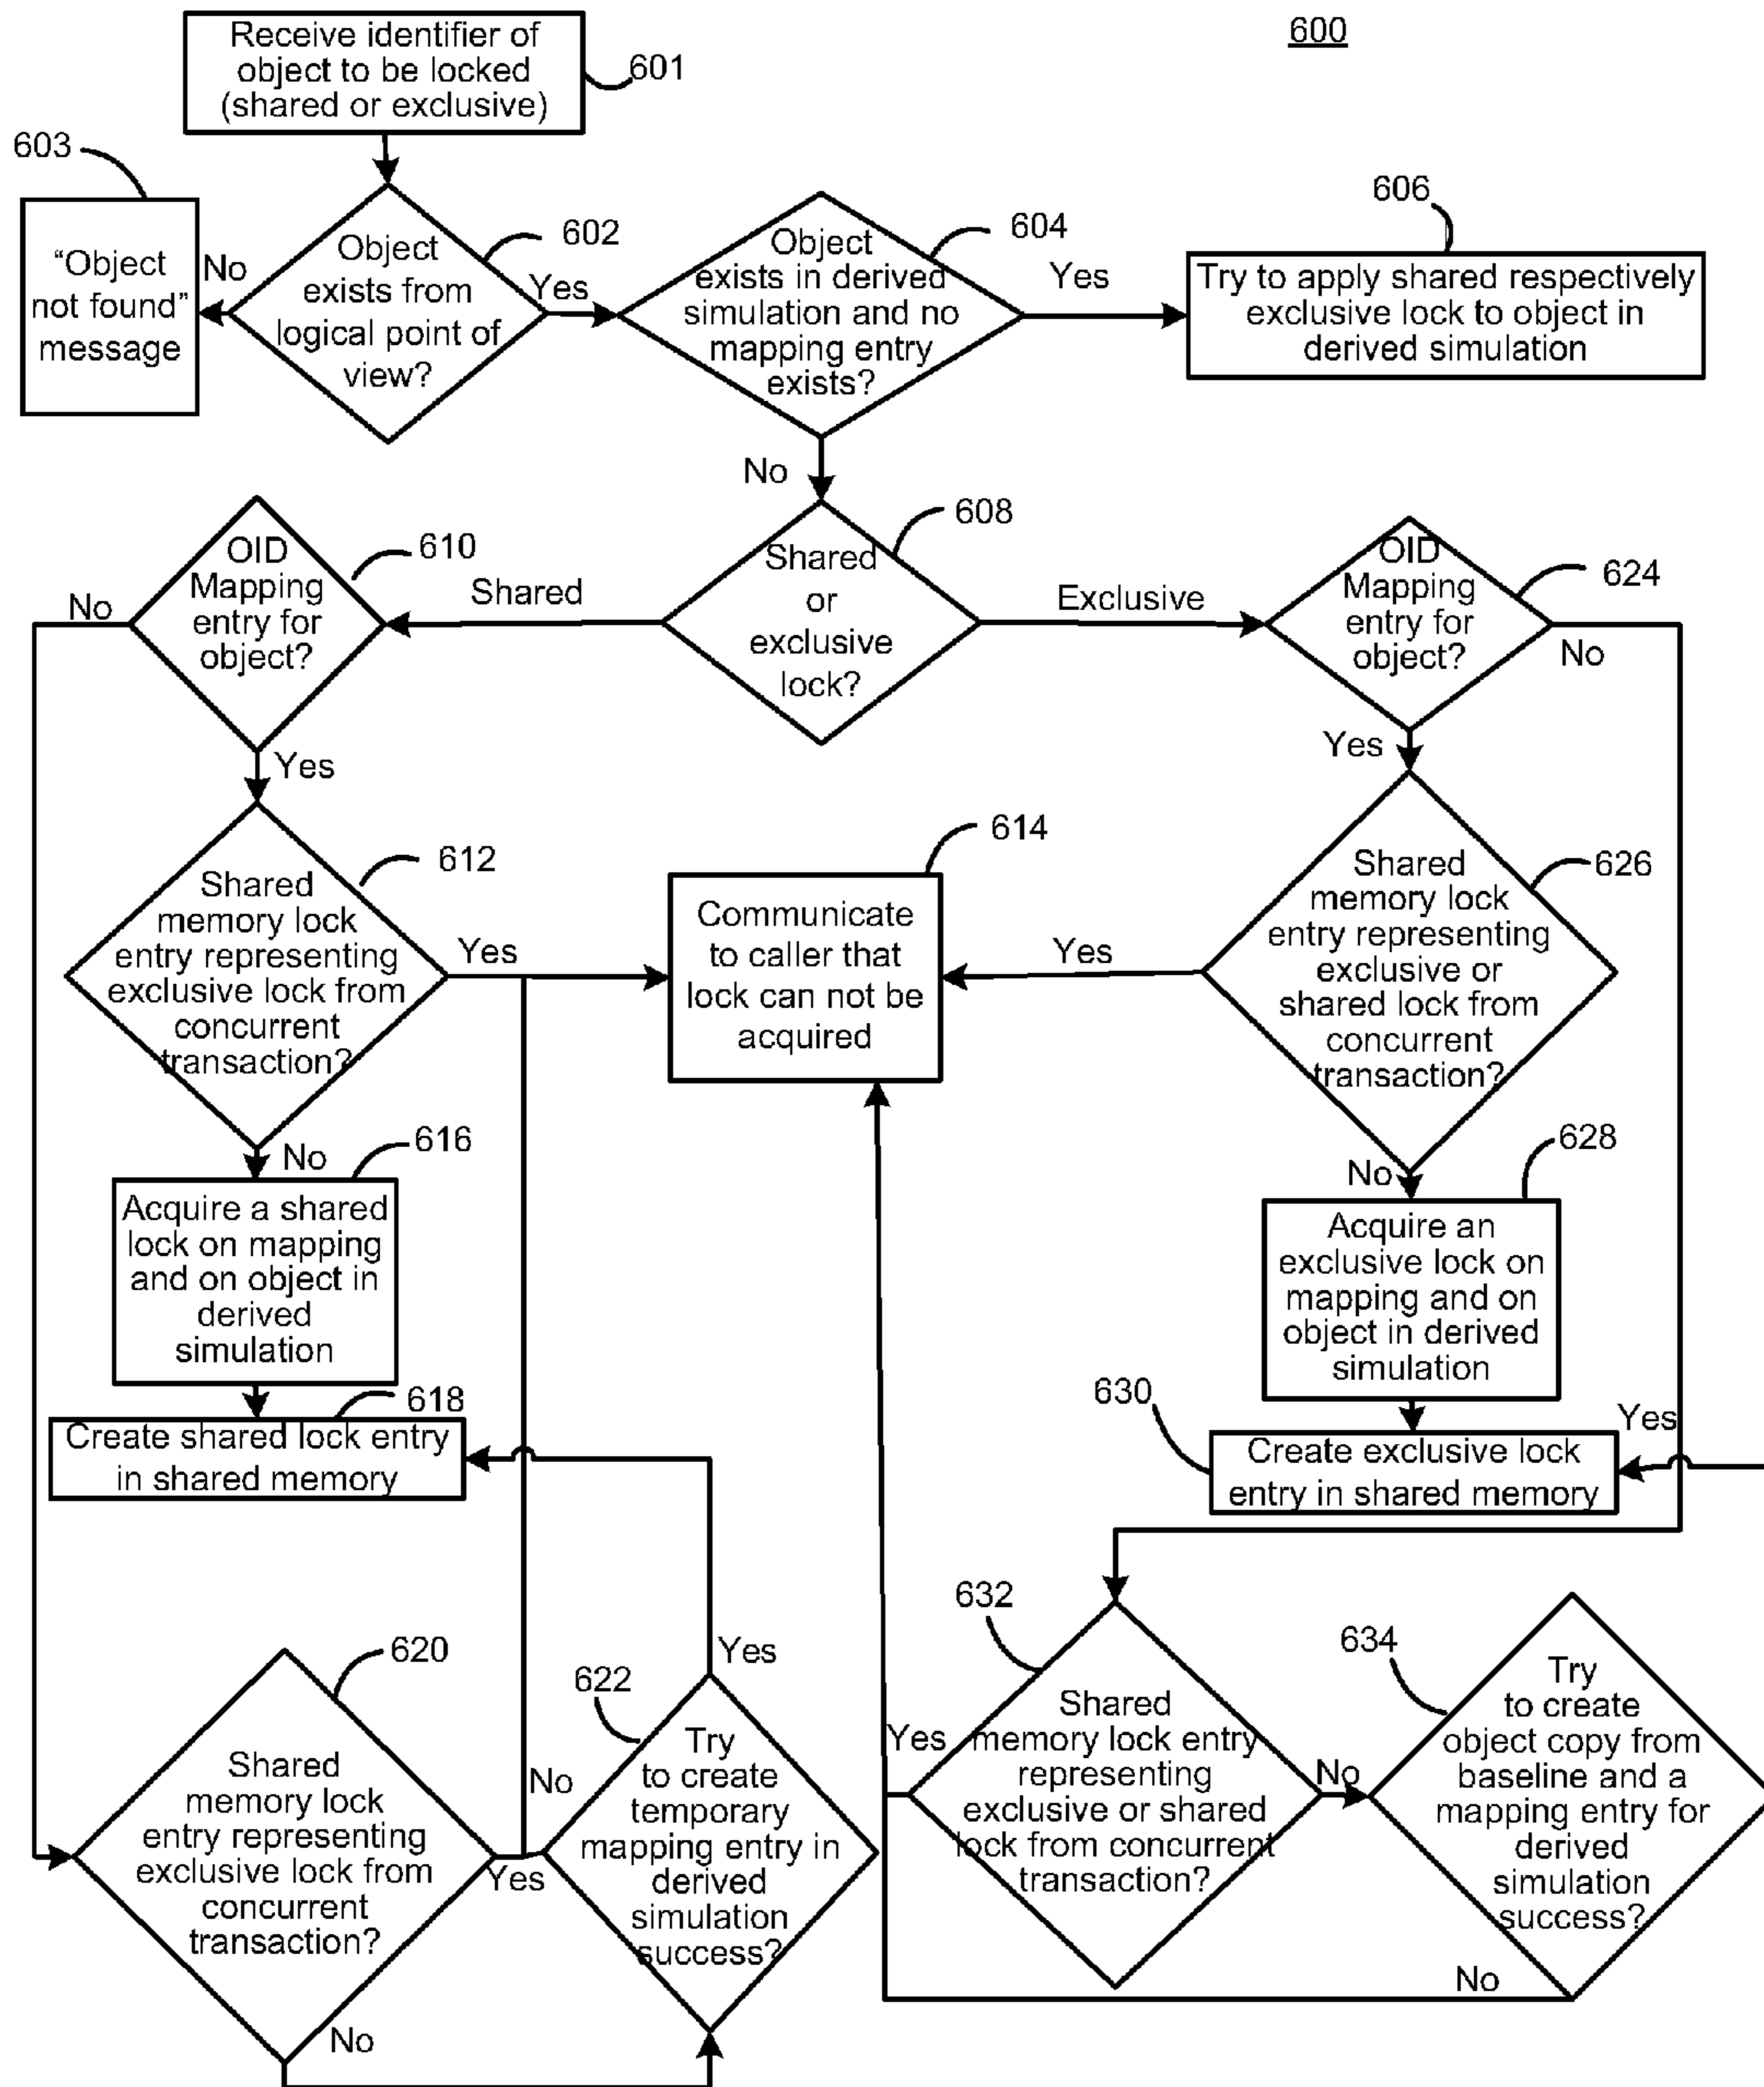 600
Receive identifier of
object to be locked
(shared or exclusive)
601
603
“Object
not found”
message
No
Object
exists from
logical point of
view?
602
Yes
Object
exists in derived
simulation and no
mapping entry
exists?
604
Yes
606
Try to apply shared respectively
exclusive lock to object in
derived simulation
No
608
Shared
or
exclusive
lock?
Shared
Exclusive
OID
Mapping
entry for
object?
610
No
Yes
OID
Mapping
entry for
object?
624
No
Yes
Shared
memory lock
entry representing
exclusive lock from
concurrent
transaction?
612
Yes
No
614
Communicate
to caller that
lock can not be
acquired
Shared
memory lock
entry representing
exclusive or
shared lock from
concurrent
transaction?
626
Yes
No
616
Acquire a shared
lock on mapping
and on object in
derived
simulation
618
Create shared lock entry
in shared memory
628
Acquire an
exclusive lock on
mapping and on
object in derived
simulation
630
Create exclusive lock
entry in shared memory
Yes
620
Shared
memory lock
entry representing
exclusive lock from
concurrent
transaction?
Yes
No
622
Try
to create
temporary
mapping entry in
derived
simulation
success?
Yes
No
632
Shared
memory lock entry
representing
exclusive or shared
lock from concurrent
transaction?
Yes
No
634
Try
to create
object copy from
baseline and a
mapping entry for
derived
simulation
success?
No